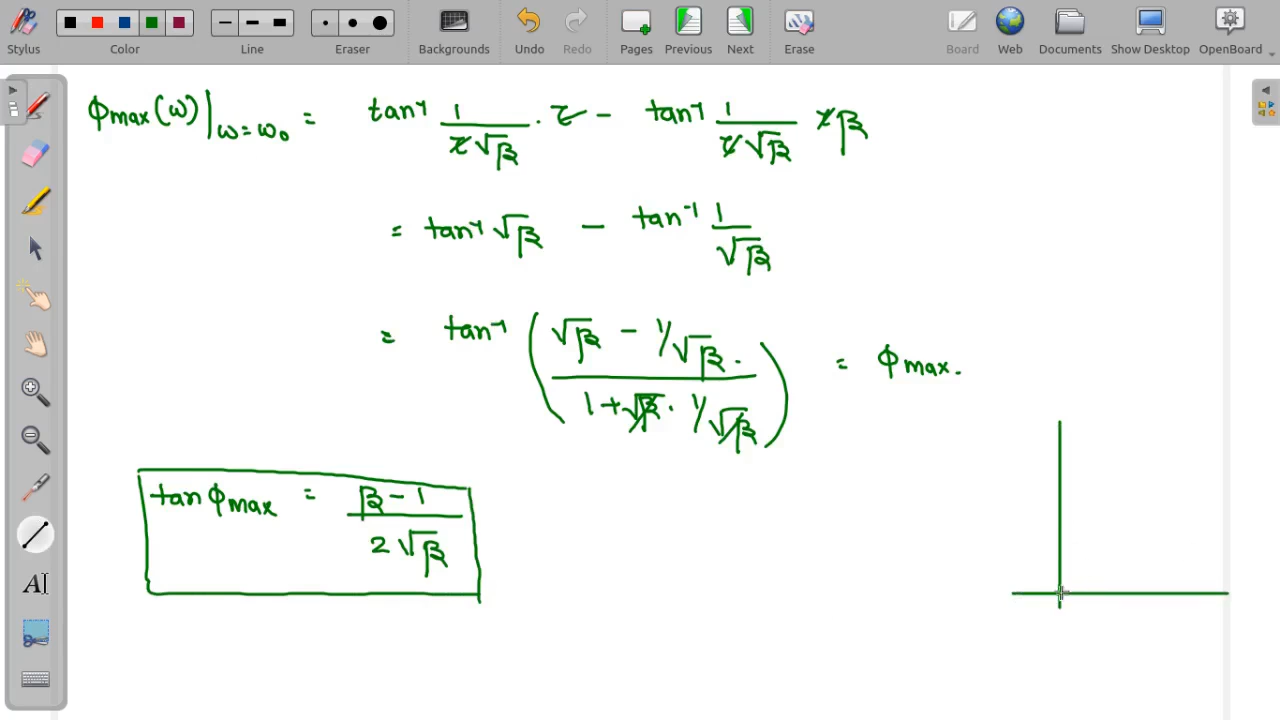 Stylus Color Line Eraser Backgrounds Undo Redo Pages Previous Next Erase Board Web Documents Show Desktop OpenBoard
ϕmax(ω)|ω=ω₀ = tan⁻¹ 1/(τ√β) · τ − tan⁻¹ 1/(τ√β) τβ
= tan⁻¹ √β − tan⁻¹ 1/√β
= tan⁻¹ ( (√β − 1/√β) / (1 + √β · 1/√β) ) = ϕmax.
tan ϕmax = (β − 1) / (2√β)